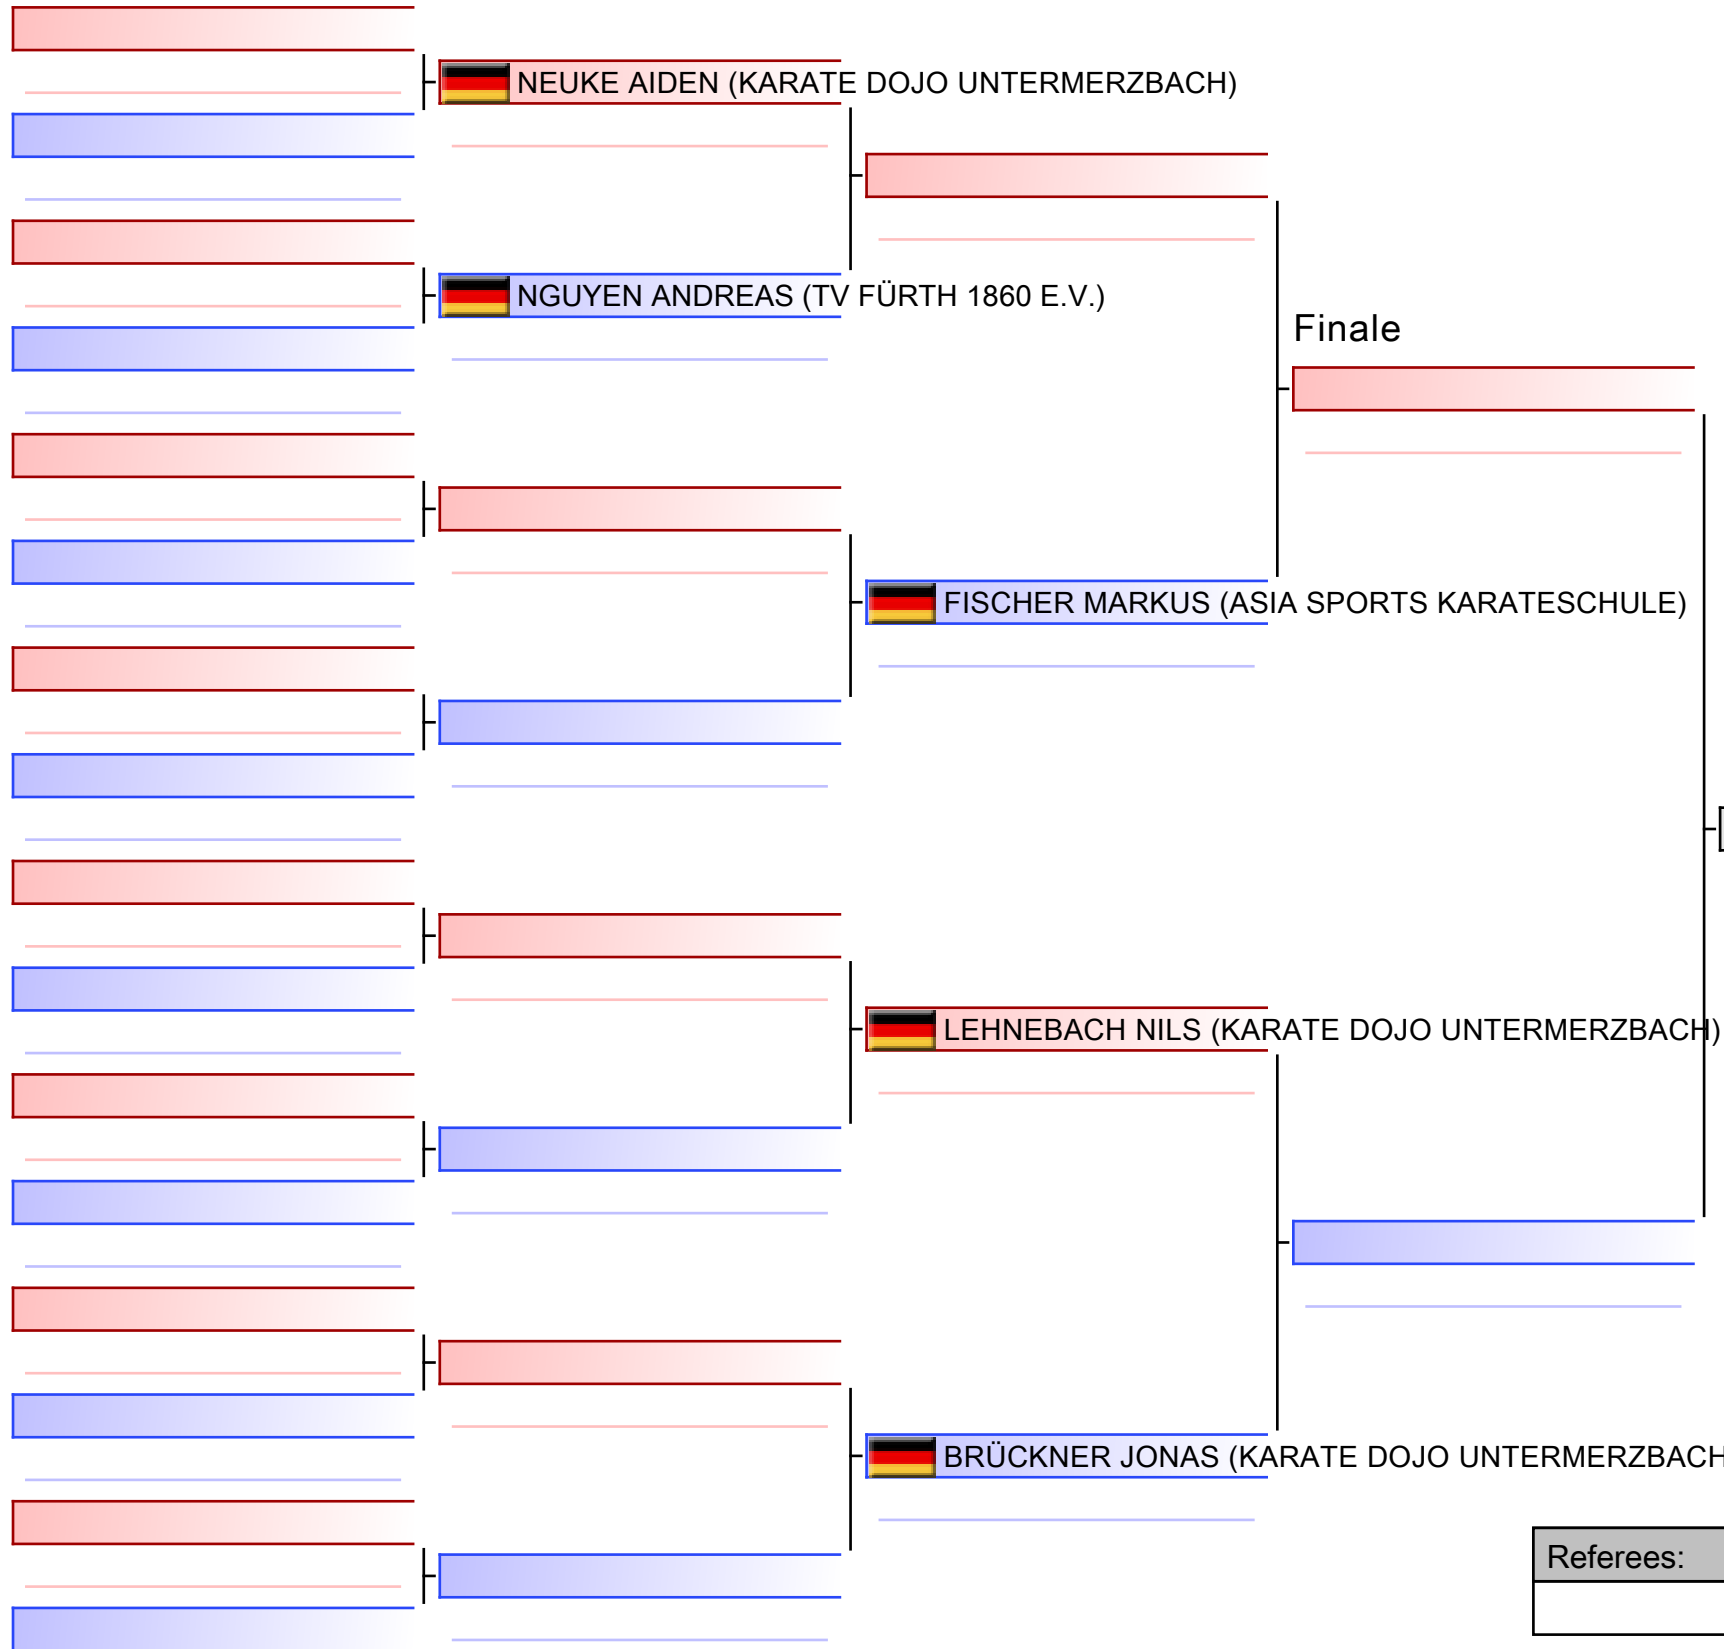 NEUKE AIDEN (KARATE DOJO UNTERMERZBACH)
NGUYEN ANDREAS (TV FÜRTH 1860 E.V.)
Finale
FISCHER MARKUS (ASIA SPORTS KARATESCHULE)
LEHNEBACH NILS (KARATE DOJO UNTERMERZBACH)
BRÜCKNER JONAS (KARATE DOJO UNTERMERZBACH
Referees: